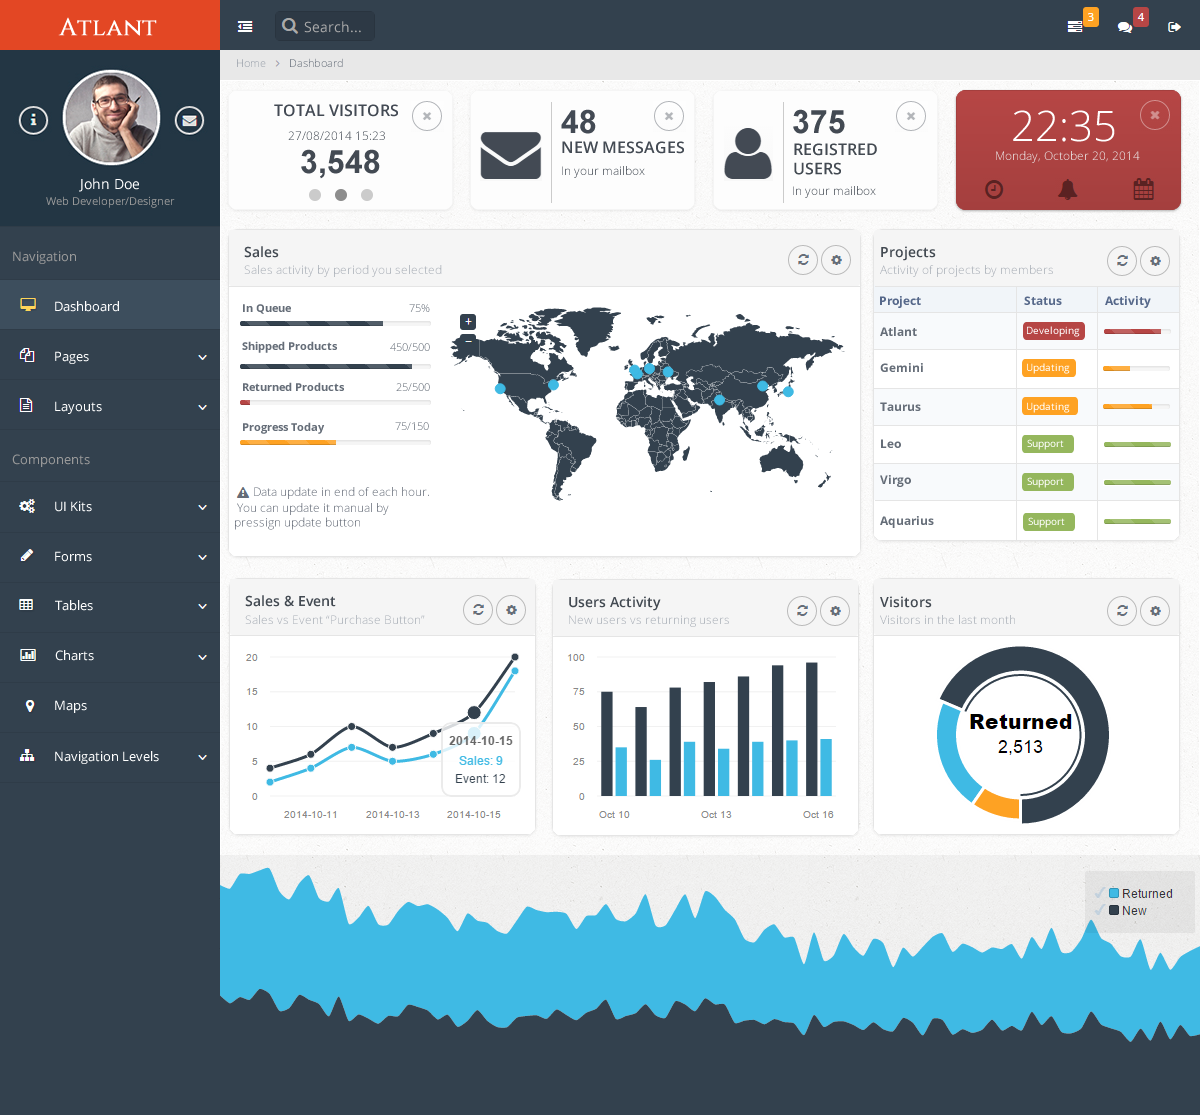 ATLANT
Search...
3
4
Home > Dashboard
John Doe
Web Developer/Designer
Navigation
Dashboard
Pages
Layouts
Components
UI Kits
Forms
Tables
Charts
Maps
Navigation Levels
TOTAL VISITORS
27/08/2014 15:23
3,548
48
NEW MESSAGES
In your mailbox
375
REGISTRED
USERS
In your mailbox
22:35
Monday, October 20, 2014
Sales
Sales activity by period you selected
In Queue 75%
Shipped Products 450/500
Returned Products 25/500
Progress Today 75/150
Data update in end of each hour.
You can update it manual by
pressign update button
+
−
Projects
Activity of projects by members
Project Status Activity
Atlant Developing
Gemini Updating
Taurus Updating
Leo Support
Virgo Support
Aquarius Support
Sales & Event
Sales vs Event "Purchase Button"
20
15
10
5
0
2014-10-15
Sales: 9
Event: 12
2014-10-11 2014-10-13 2014-10-15
Users Activity
New users vs returning users
100
75
50
25
0
Oct 10 Oct 13 Oct 16
Visitors
Visitors in the last month
Returned
2,513
Returned
New